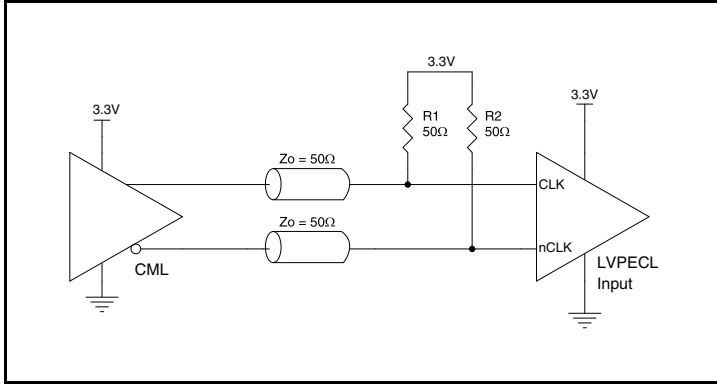 3.3V
3.3V
3.3V
R1
50Ω
R2
50Ω
Zo = 50Ω
CLK
Zo = 50Ω
nCLK
CML
LVPECL
Input